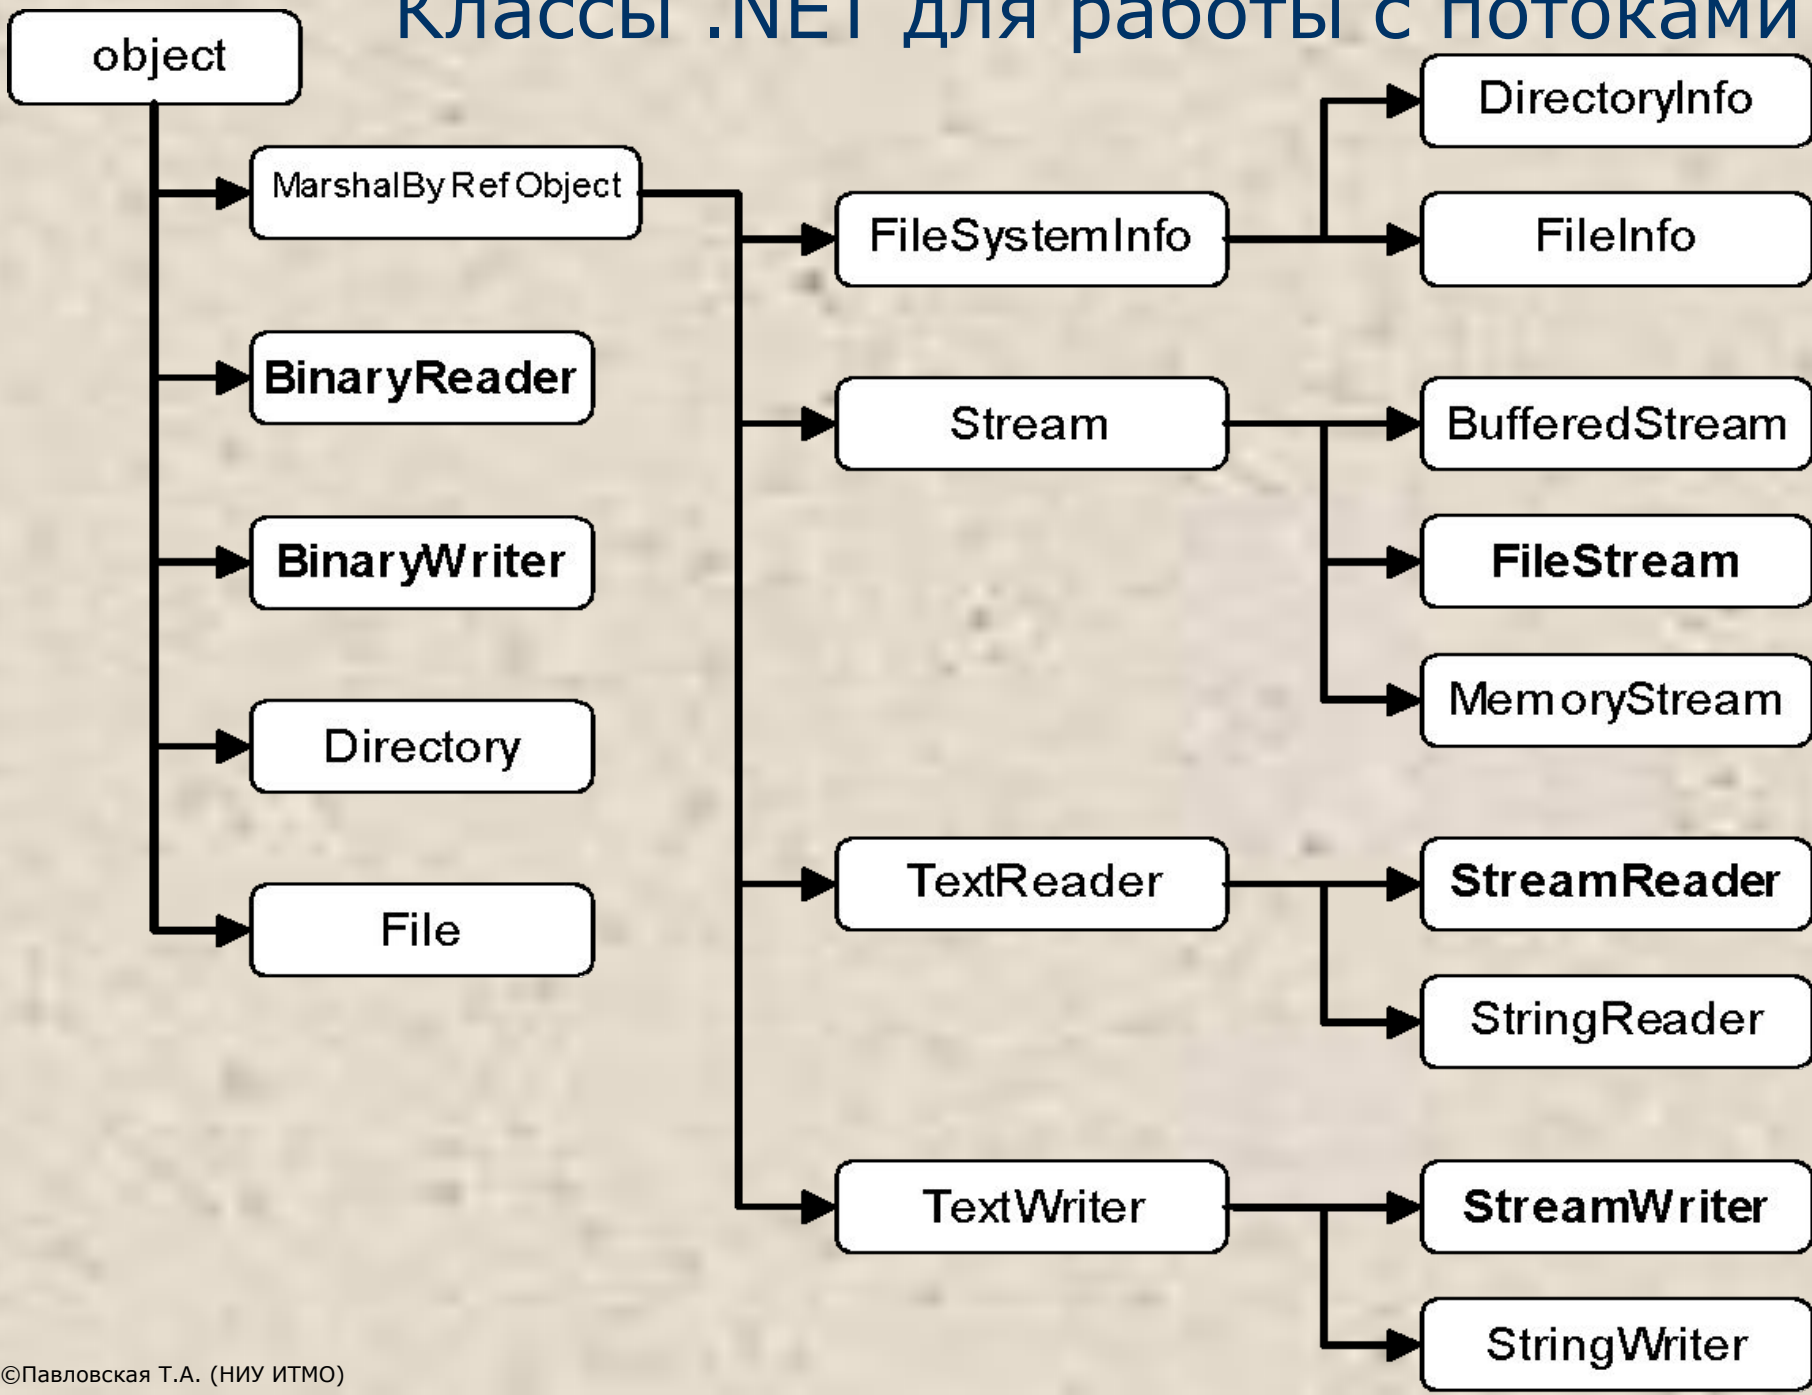 Классы .NET для работы с потоками
object
MarshalByRefObject
BinaryReader
BinaryWriter
Directory
File
FileSystemInfo
Stream
TextReader
TextWriter
DirectoryInfo
FileInfo
BufferedStream
FileStream
MemoryStream
StreamReader
StringReader
StreamWriter
StringWriter
©Павловская Т.А. (НИУ ИТМО)